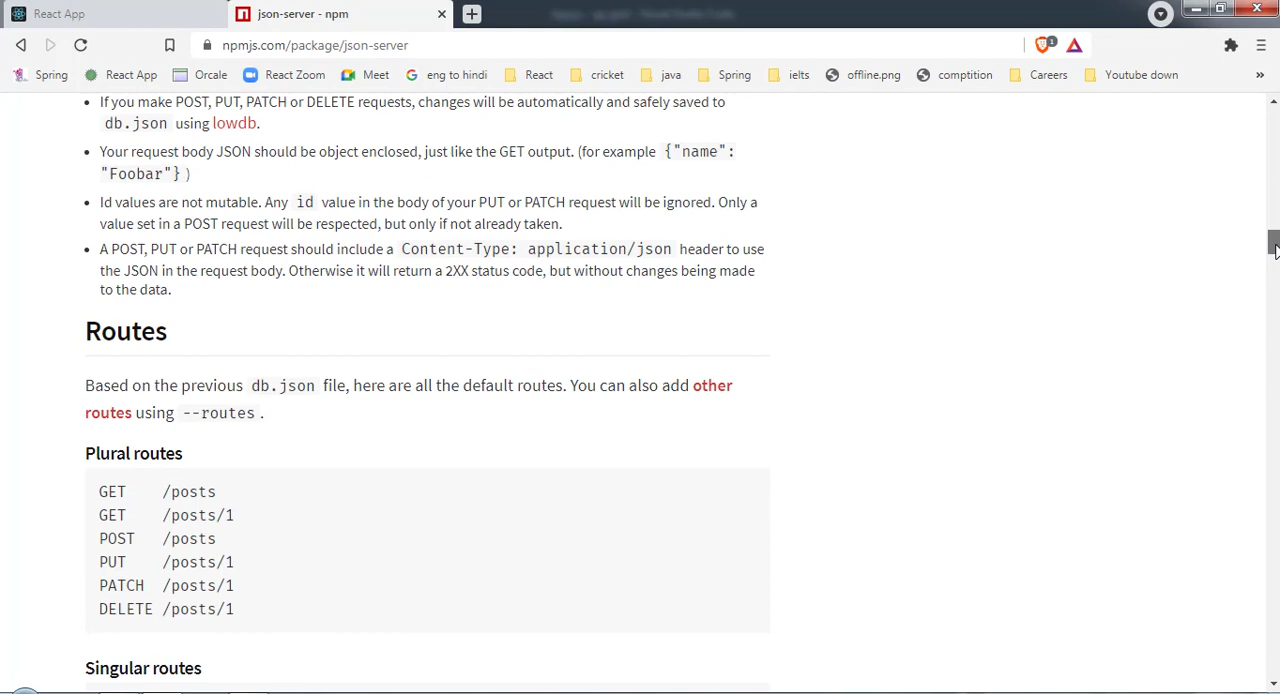 React App
json-server - npm
npmjs.com/package/json-server
1
Spring React App Orcale React Zoom Meet eng to hindi React cricket java Spring ielts offline.png comptition Careers Youtube down »
• If you make POST, PUT, PATCH or DELETE requests, changes will be automatically and safely saved to
db.json using lowdb.
• Your request body JSON should be object enclosed, just like the GET output. (for example {"name":
"Foobar"} )
• Id values are not mutable. Any id value in the body of your PUT or PATCH request will be ignored. Only a
value set in a POST request will be respected, but only if not already taken.
• A POST, PUT or PATCH request should include a Content-Type: application/json header to use
the JSON in the request body. Otherwise it will return a 2XX status code, but without changes being made
to the data.
Routes
Based on the previous db.json file, here are all the default routes. You can also add other
routes using --routes .
Plural routes
GET /posts
GET /posts/1
POST /posts
PUT /posts/1
PATCH /posts/1
DELETE /posts/1
Singular routes